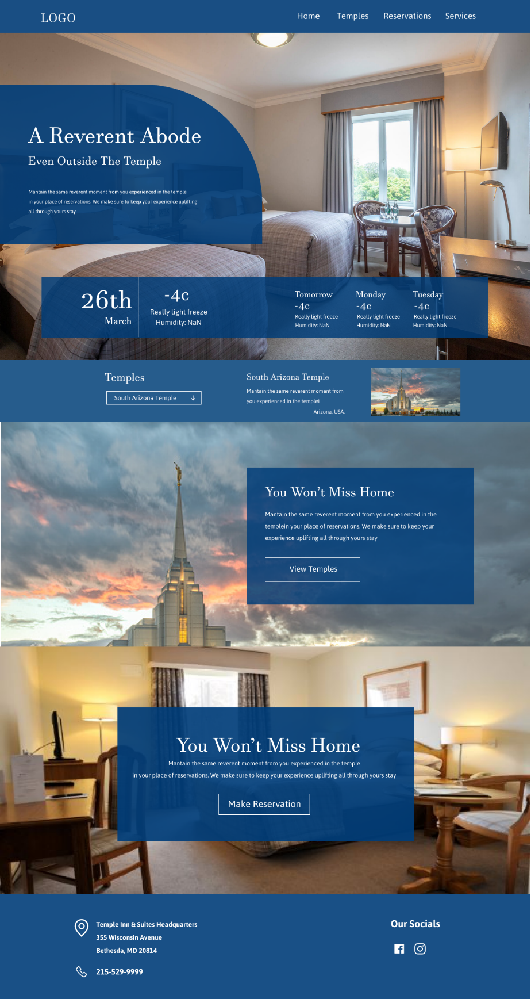 LOGO
Home Temples Reservations Services
A Reverent Abode
Even Outside The Temple
Mantain the same reverent moment from you experienced in the temple
in your place of reservations. We make sure to keep your experience uplifting
all through yours stay
26th
March
-4c
Really light freeze
Humidity: NaN
Tomorrow
-4c
Really light freeze
Humidity: NaN
Monday
-4c
Really light freeze
Humidity: NaN
Tuesday
-4c
Really light freeze
Humidity: NaN
Temples
South Arizona Temple
South Arizona Temple
Mantain the same reverent moment from
you experienced in the templei
Arizona, USA.
You Won’t Miss Home
Mantain the same reverent moment from you experienced in the
templein your place of reservations. We make sure to keep your
experience uplifting all through yours stay
View Temples
You Won’t Miss Home
Mantain the same reverent moment from you experienced in the temple
in your place of reservations. We make sure to keep your experience uplifting all through yours stay
Make Reservation
Temple Inn & Suites Headquarters
355 Wisconsin Avenue
Bethesda, MD 20814
215-529-9999
Our Socials